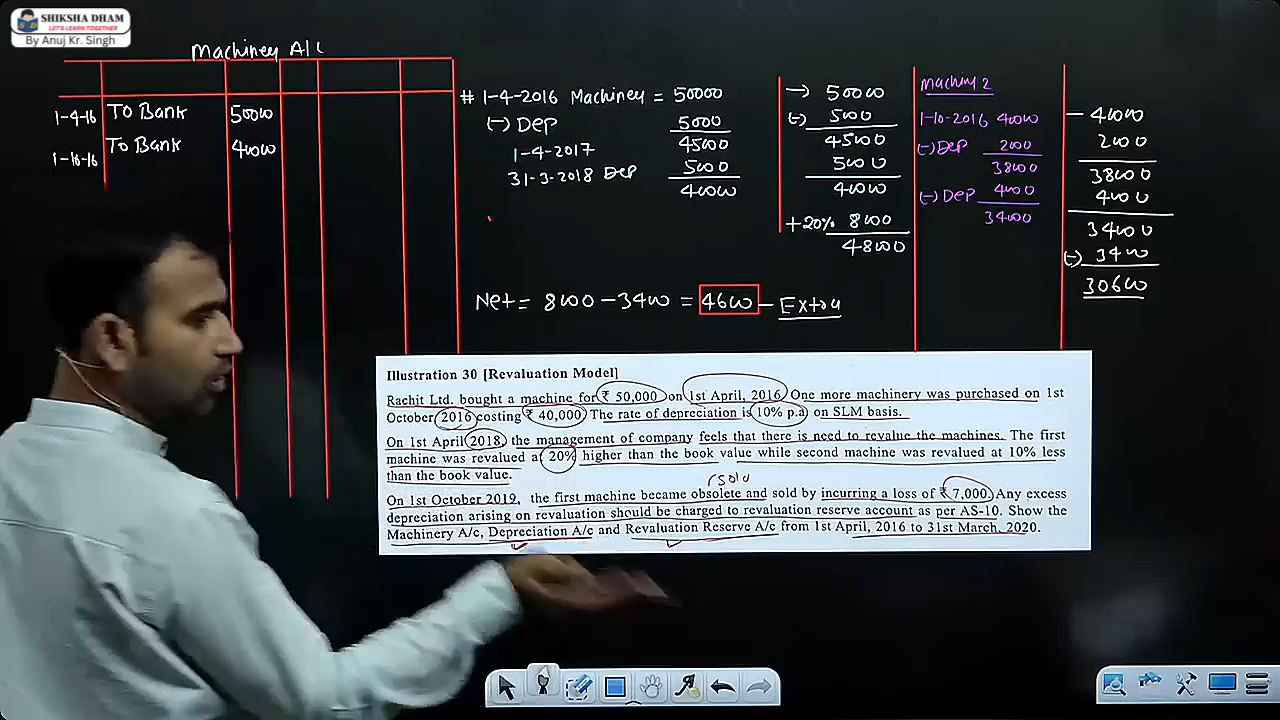 SHIKSHA DHAM
LET'S LEARN TOGETHER
By Anuj Kr. Singh
Machiney A/C
1-4-16 To Bank 50000
1-10-16 To Bank 40000
# 1-4-2016 Machiney = 50000
(-) Dep 5000
45000
1-4-2017
5000
31-3-2018 Dep
40000
→ 50000
(-) 5000
45000
5000
40000
+20% 8000
48000
Machiny 2
1-10-2016 40000
(-) Dep 2000
38000
(-) Dep 4000
34000
40000
2000
38000
4000
34000
(-) 3400
30600
Net = 8000 - 3400 = 4600 - Extra
Illustration 30 [Revaluation Model]
Rachit Ltd. bought a machine for ₹ 50,000 on 1st April, 2016 One more machinery was purchased on 1st
October 2016 costing ₹ 40,000 The rate of depreciation is 10% p.a on SLM basis.
On 1st April 2018 the management of company feels that there is need to revalue the machines. The first
machine was revalued a 20% higher than the book value while second machine was revalued at 10% less
than the book value.
(sold
On 1st October 2019, the first machine became obsolete and sold by incurring a loss of ₹ 7,000. Any excess
depreciation arising on revaluation should be charged to revaluation reserve account as per AS-10. Show the
Machinery A/c, Depreciation A/c and Revaluation Reserve A/c from 1st April, 2016 to 31st March, 2020.